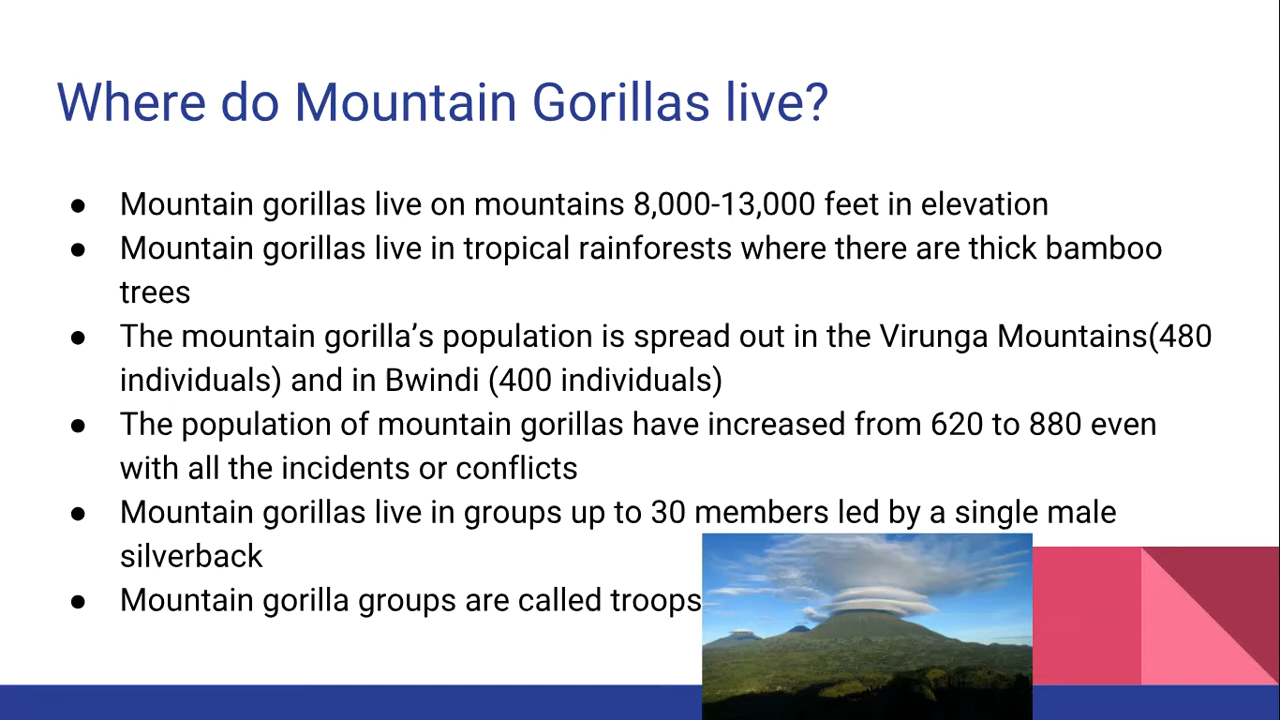 Where do Mountain Gorillas live?
● Mountain gorillas live on mountains 8,000-13,000 feet in elevation
● Mountain gorillas live in tropical rainforests where there are thick bamboo
trees
● The mountain gorilla’s population is spread out in the Virunga Mountains(480
individuals) and in Bwindi (400 individuals)
● The population of mountain gorillas have increased from 620 to 880 even
with all the incidents or conflicts
● Mountain gorillas live in groups up to 30 members led by a single male
silverback
● Mountain gorilla groups are called troops